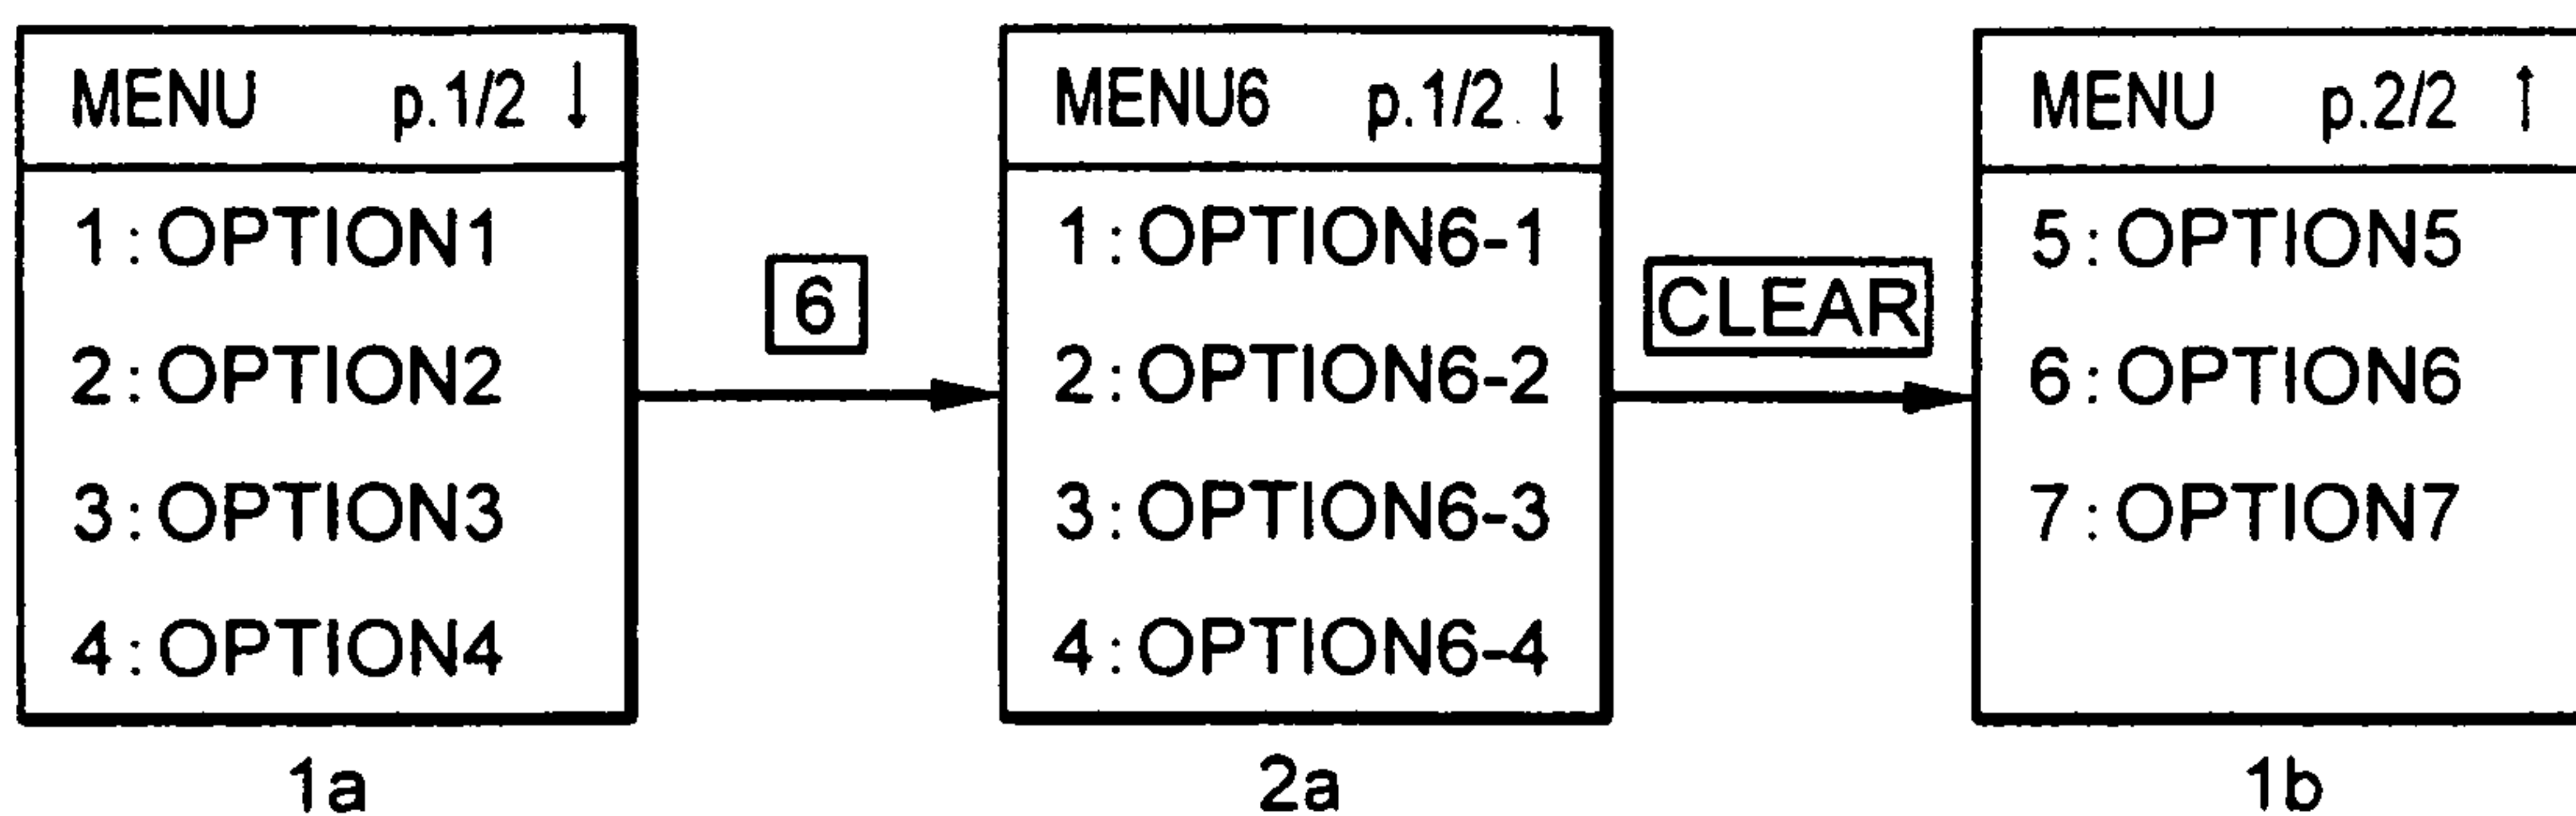 MENU p.1/2 ↓
1:OPTION1
2:OPTION2
3:OPTION3
4:OPTION4
1a
6
MENU6 p.1/2 ↓
1:OPTION6-1
2:OPTION6-2
3:OPTION6-3
4:OPTION6-4
2a
CLEAR
MENU p.2/2 ↑
5:OPTION5
6:OPTION6
7:OPTION7
1b